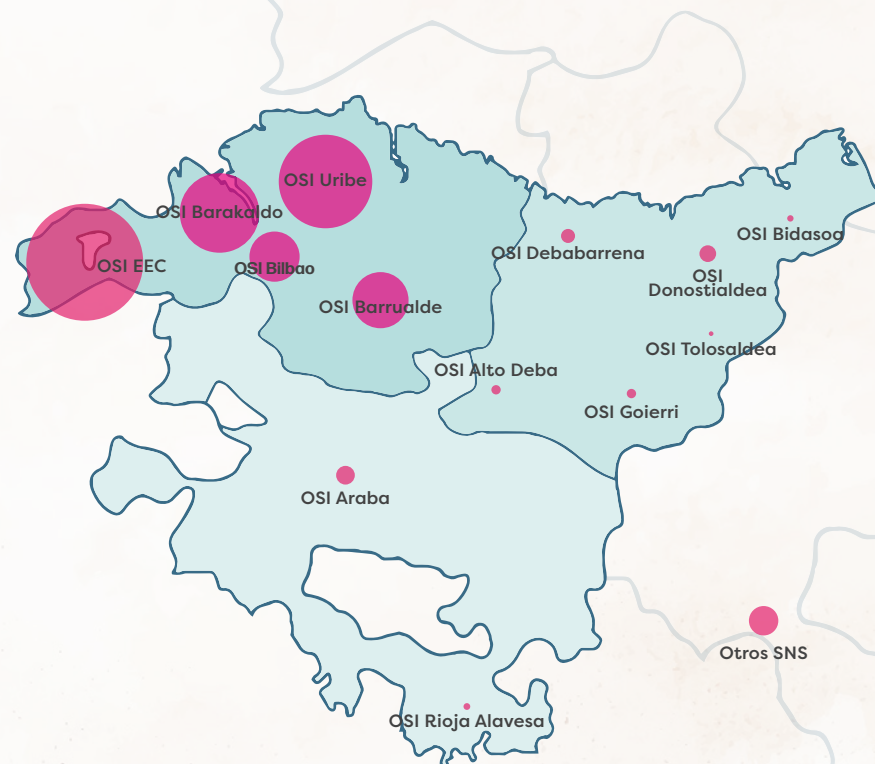 OSI Uribe
OSI Barakaldo
OSI Bidasoa
OSI Debabarrena
OSI EEC
OSI Bilbao
OSI
Donostialdea
OSI Barrualde
OSI Tolosaldea
OSI Alto Deba
OSI Goierri
OSI Araba
Otros SNS
OSI Rioja Alavesa